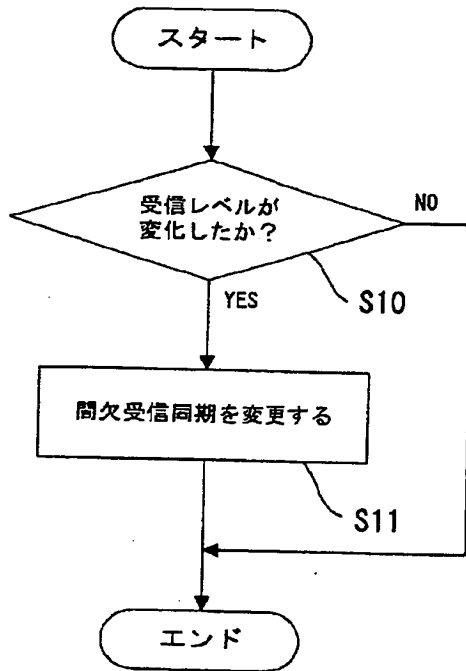 スタート
受信レベルが
変化したか？
NO
S10
YES
間欠受信同期を変更する
S11
エンド